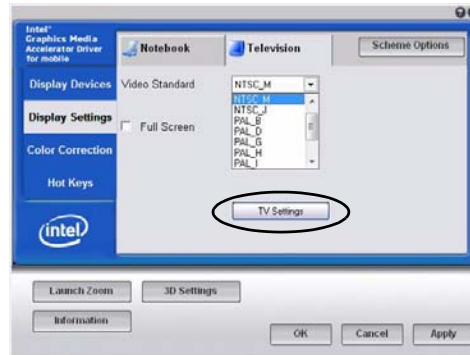 Intel®
Graphics Media
Accelerator Driver
for mobile
Notebook
Television
Scheme Options
Display Devices
Display Settings
Color Correction
Hot Keys
intel
Video Standard
NTSC_M
NTSC_M
NTSC_J
PAL_B
PAL_D
PAL_G
PAL_H
PAL_I
Full Screen
TV Settings
Launch Zoom
3D Settings
Information
OK
Cancel
Apply